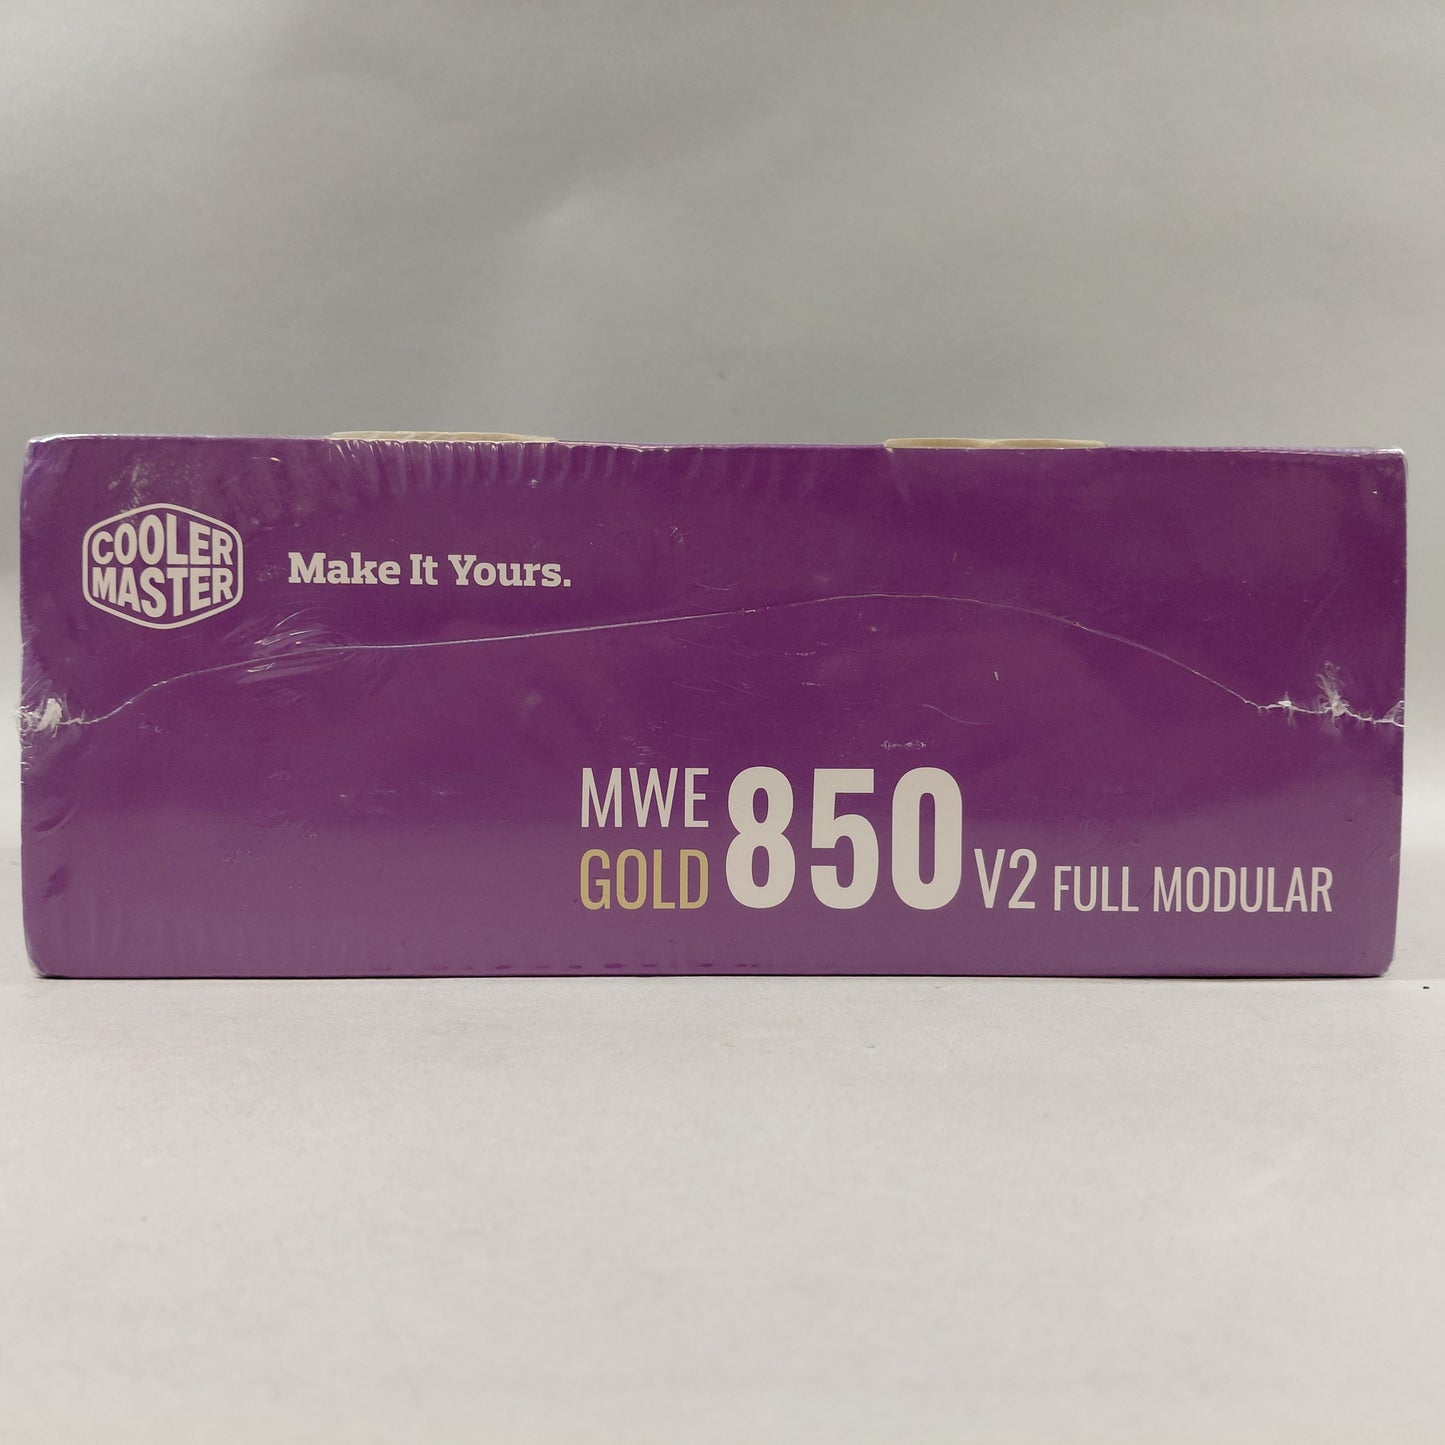 COOLER
MASTER
Make It Yours.
MWE
GOLD 850 V2 FULL MODULAR